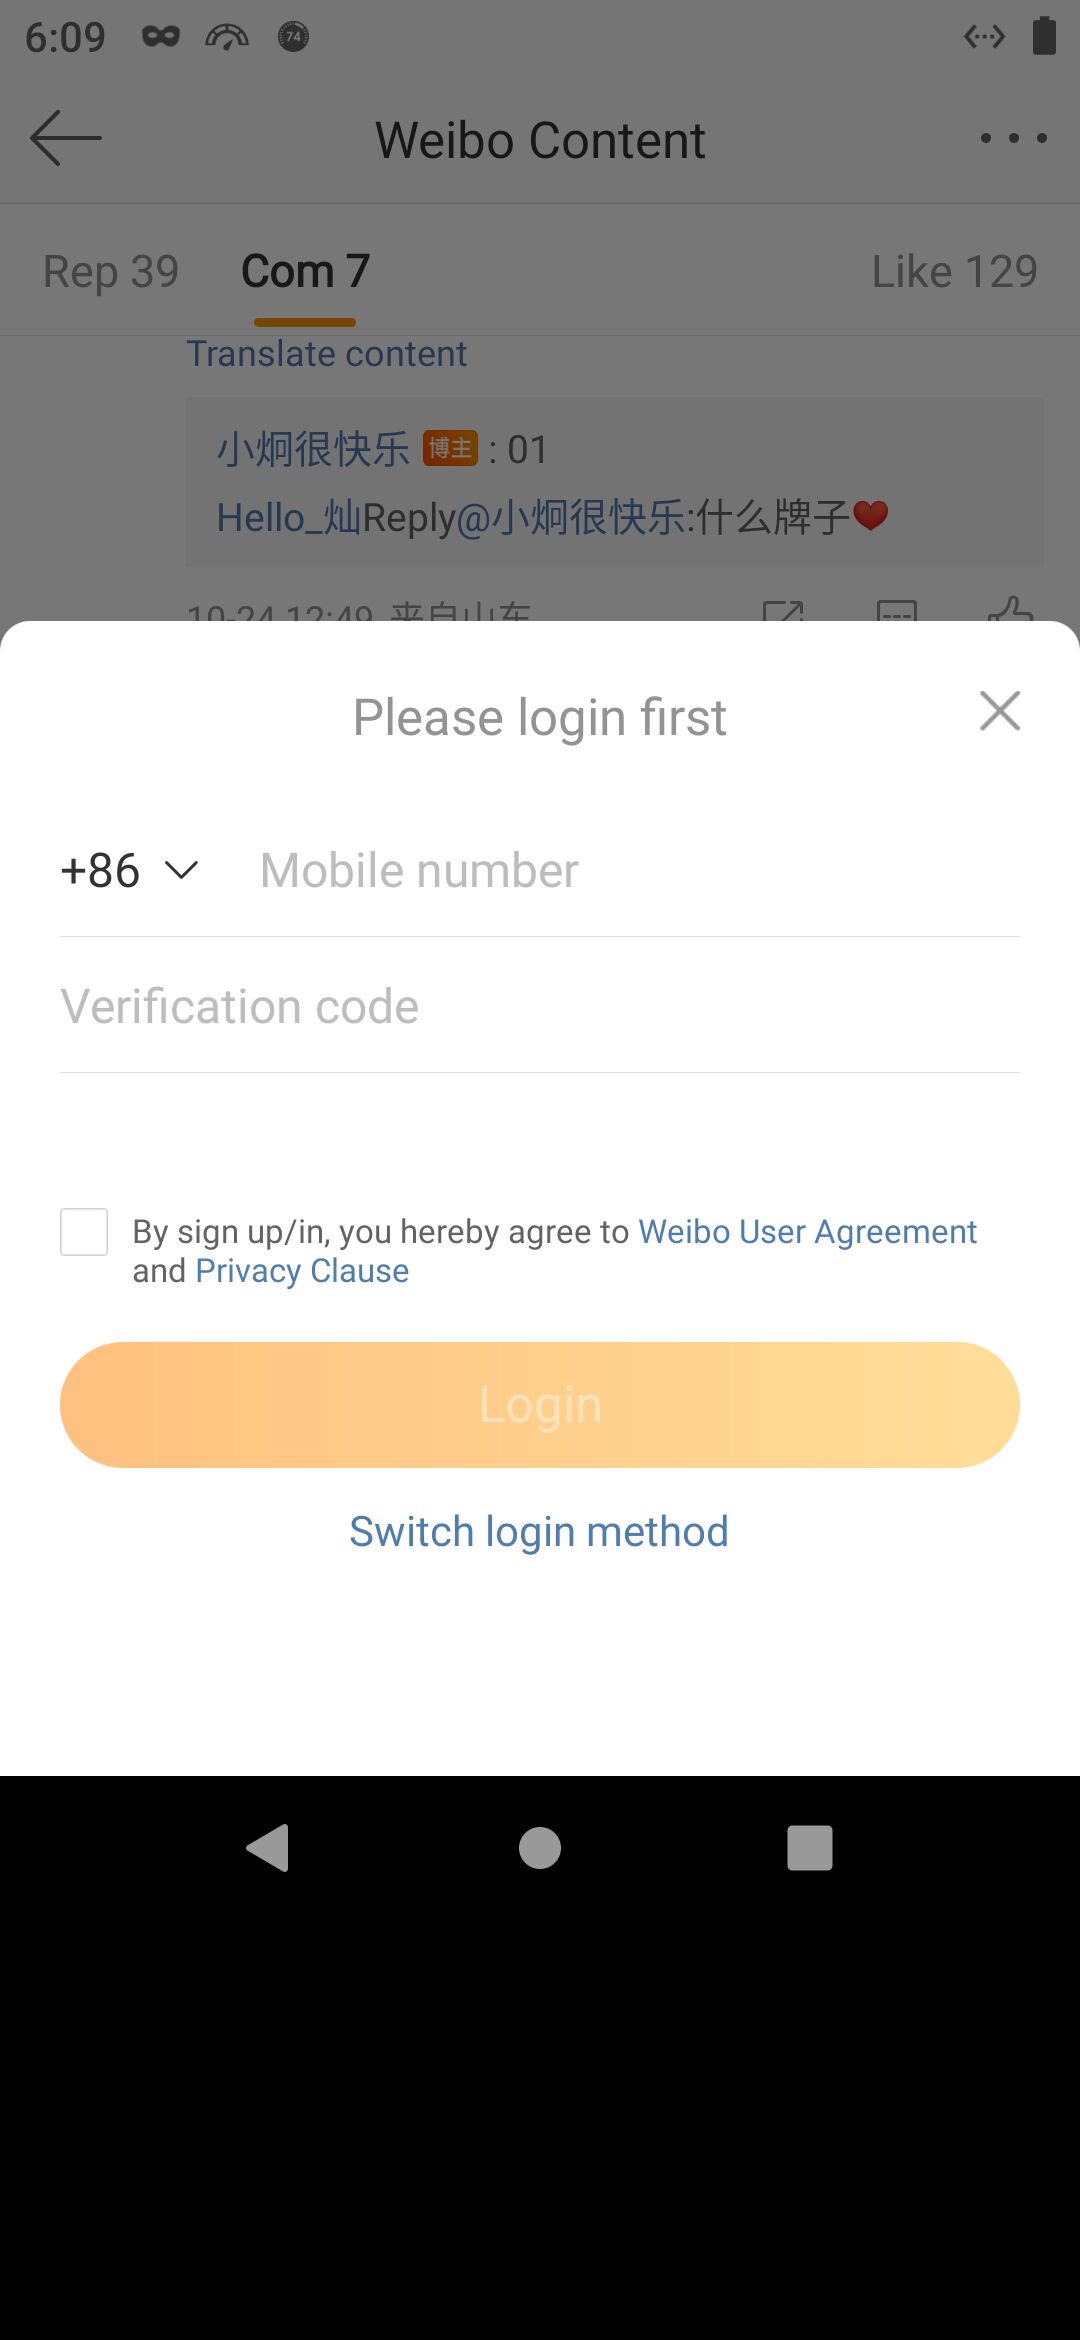 6:09
74
Weibo Content
Rep 39
Com 7
Like 129
Translate content
小炯很快乐 博主 : 01
Hello_灿Reply@小炯很快乐:什么牌子❤️
10-24 12:49 来自山东
Please login first
+86
Mobile number
Verification code
By sign up/in, you hereby agree to Weibo User Agreement
and Privacy Clause
Login
Switch login method